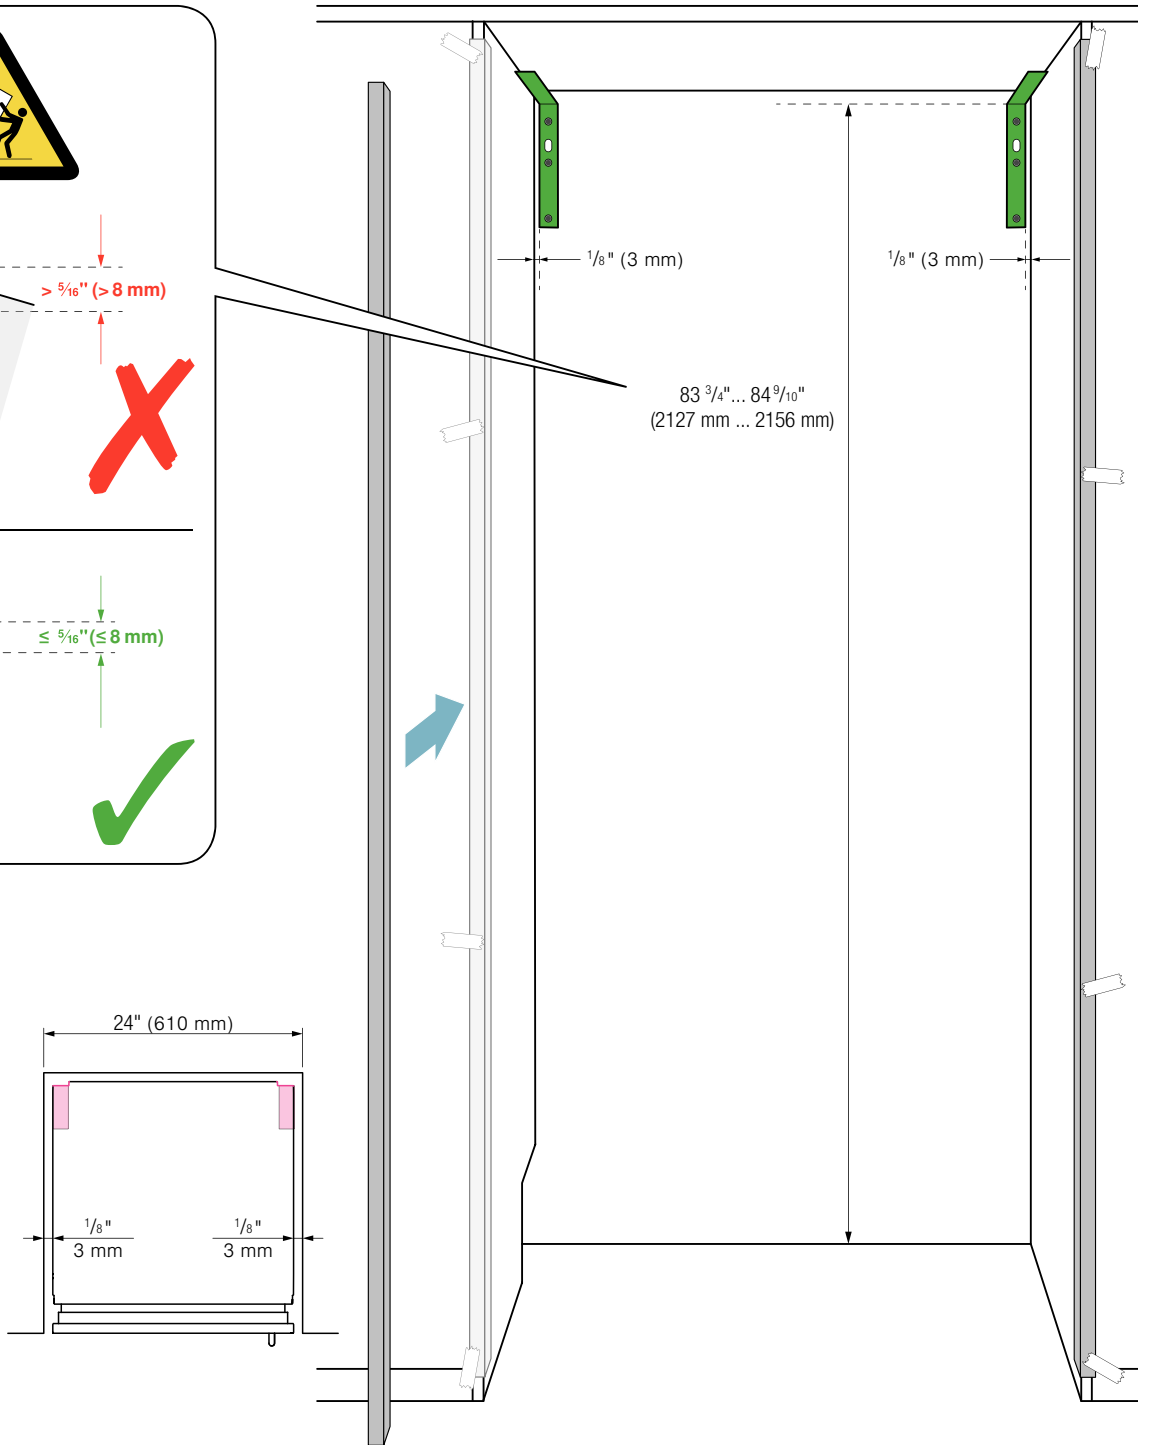 > 5/16" (> 8 mm)
≤ 5/16" (≤ 8 mm)
1/8" (3 mm)
1/8" (3 mm)
83 3/4"... 84 9/10"
(2127 mm ... 2156 mm)
24" (610 mm)
1/8"
3 mm
1/8"
3 mm